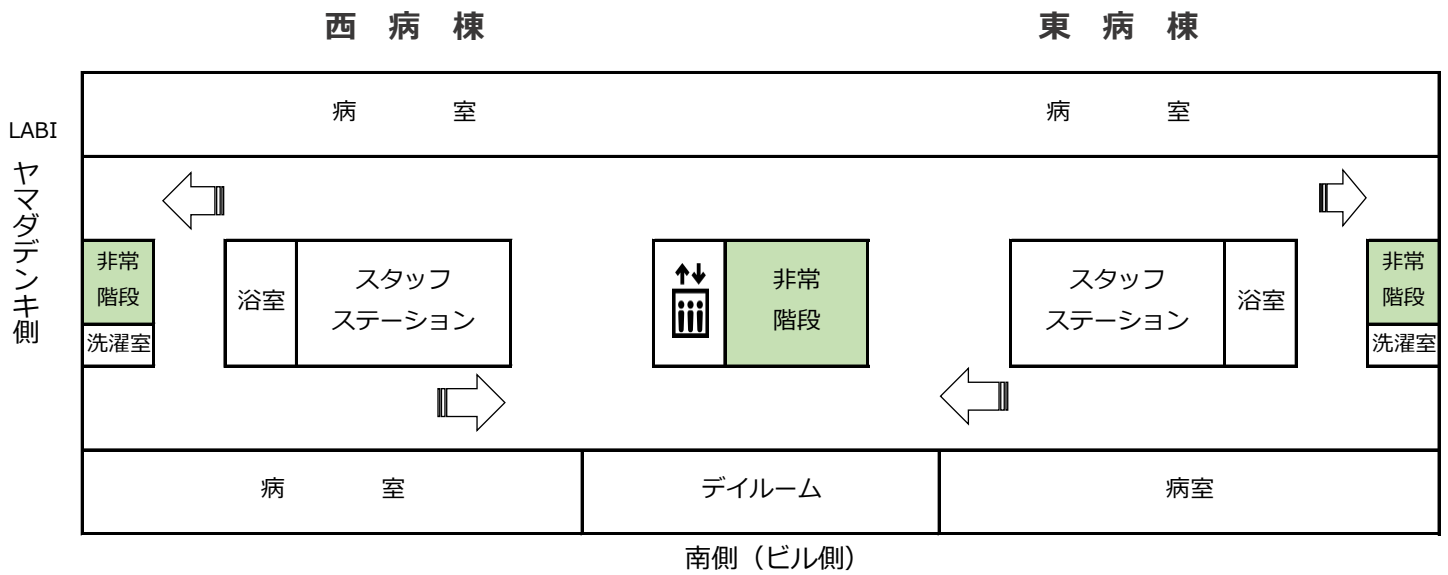 西 病 棟
東 病 棟
病 室
病 室
LABI
ヤマダデンキ側
非常
階段
洗濯室
浴室
スタッフ
ステーション
非常
階段
スタッフ
ステーション
浴室
非常
階段
洗濯室
病 室
デイルーム
病室
南側（ビル側）